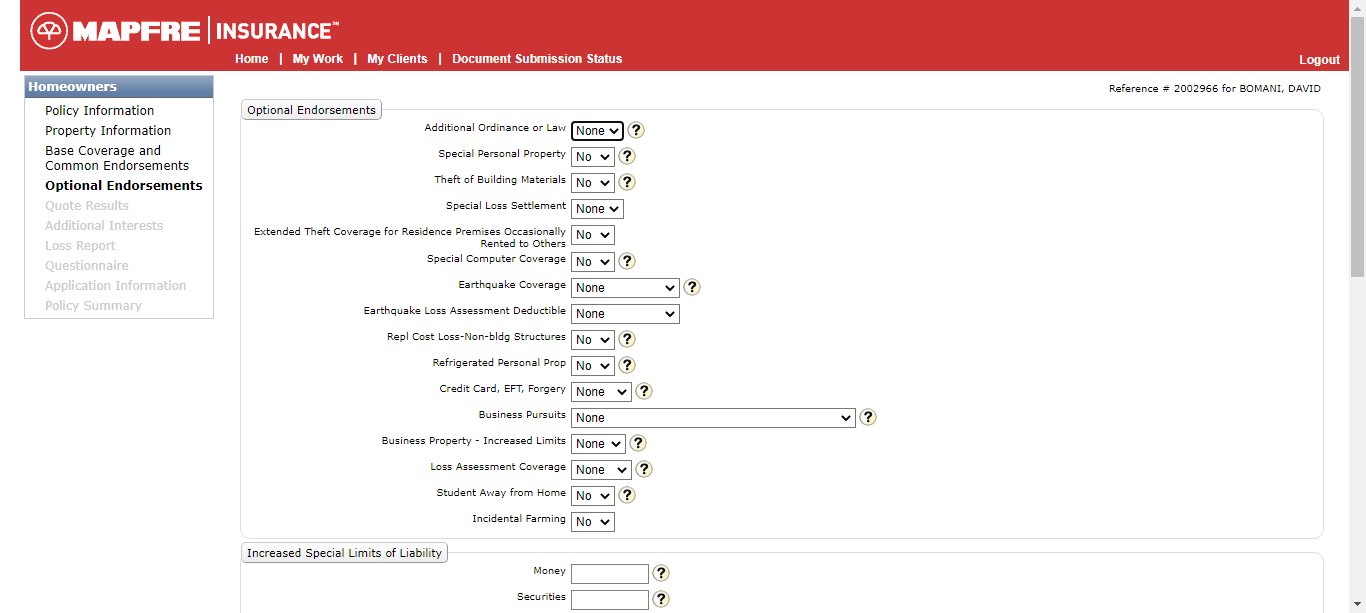 MAPFRE | INSURANCE℠
Home | My Work | My Clients | Document Submission Status
Logout
Homeowners
Policy Information
Property Information
Base Coverage and
Common Endorsements
Optional Endorsements
Quote Results
Additional Interests
Loss Report
Questionnaire
Application Information
Policy Summary
Reference # 2002966 for BOMANI, DAVID
Optional Endorsements
Additional Ordinance or Law None ?
Special Personal Property No ?
Theft of Building Materials No ?
Special Loss Settlement None
Extended Theft Coverage for Residence Premises Occasionally
Rented to Others No
Special Computer Coverage No ?
Earthquake Coverage None ?
Earthquake Loss Assessment Deductible None
Repl Cost Loss-Non-bldg Structures No ?
Refrigerated Personal Prop No ?
Credit Card, EFT, Forgery None ?
Business Pursuits None ?
Business Property - Increased Limits None ?
Loss Assessment Coverage None ?
Student Away from Home No ?
Incidental Farming No
Increased Special Limits of Liability
Money ?
Securities ?